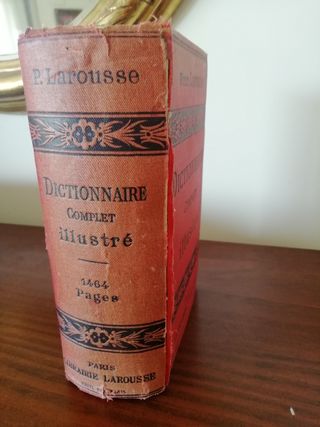 P. Larousse
DICTIONNAIRE
COMPLET
illustré
1464
Pages
PARIS
LIBRAIRIE LAROUSSE